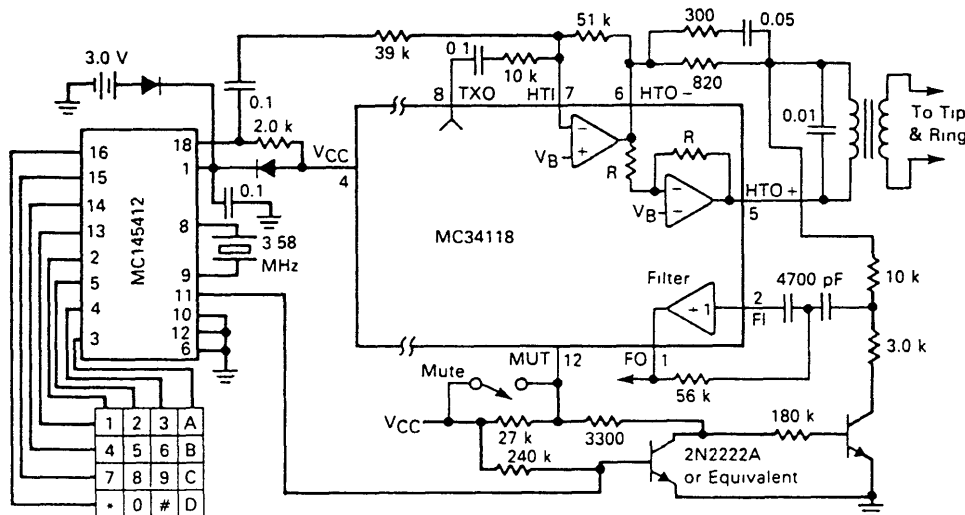 51 k
300
0.05
39 k
0 1
820
3.0 V
10 k
8 TXO HTI 7 6 HTO –
0.1
0.01
To Tip
& Ring
16
15
14
13
2
5
4
3
MC145412
18
1
8
9
11
10
12
6
2.0 k
VCC
4
0.1
3 58
MHz
VB
R
R
VB
HTO +
5
MC34118
Filter
+ 1
4700 pF
2
FI
10 k
3.0 k
MUT 12
FO 1
Mute
56 k
VCC
27 k
3300
180 k
240 k
2N2222A
or Equivalent
1 2 3 A
4 5 6 B
7 8 9 C
• 0 # D